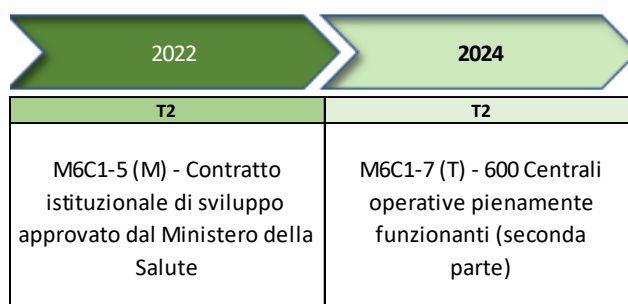 2022
2024
T2
T2
M6C1-5 (M) - Contratto
istituzionale di sviluppo
approvato dal Ministero della
Salute
M6C1-7 (T) - 600 Centrali
operative pienamente
funzionanti (seconda
parte)